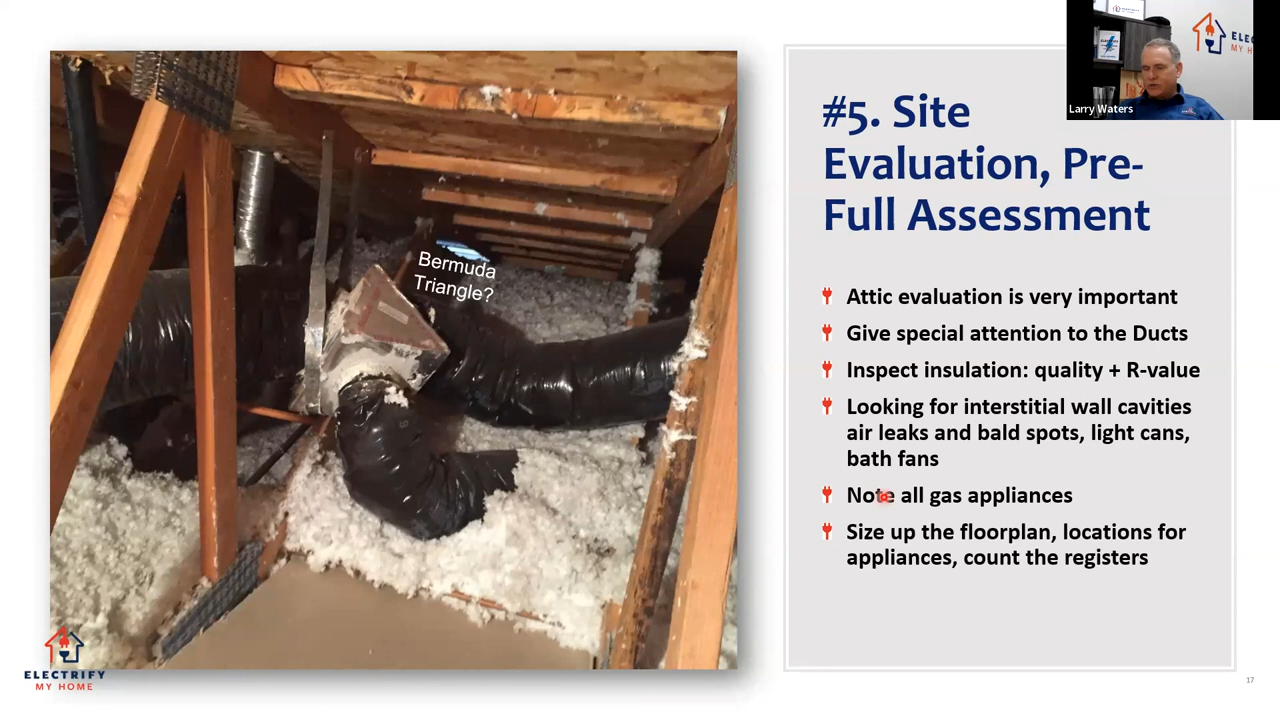 ELEC
MY HO
Larry Waters
#5. Site
Evaluation, Pre-
Full Assessment
Bermuda
Triangle?
Attic evaluation is very important
Give special attention to the Ducts
Inspect insulation: quality + R-value
Looking for interstitial wall cavities
air leaks and bald spots, light cans,
bath fans
Note all gas appliances
Size up the floorplan, locations for
appliances, count the registers
ELECTRIFY
MY HOME
17